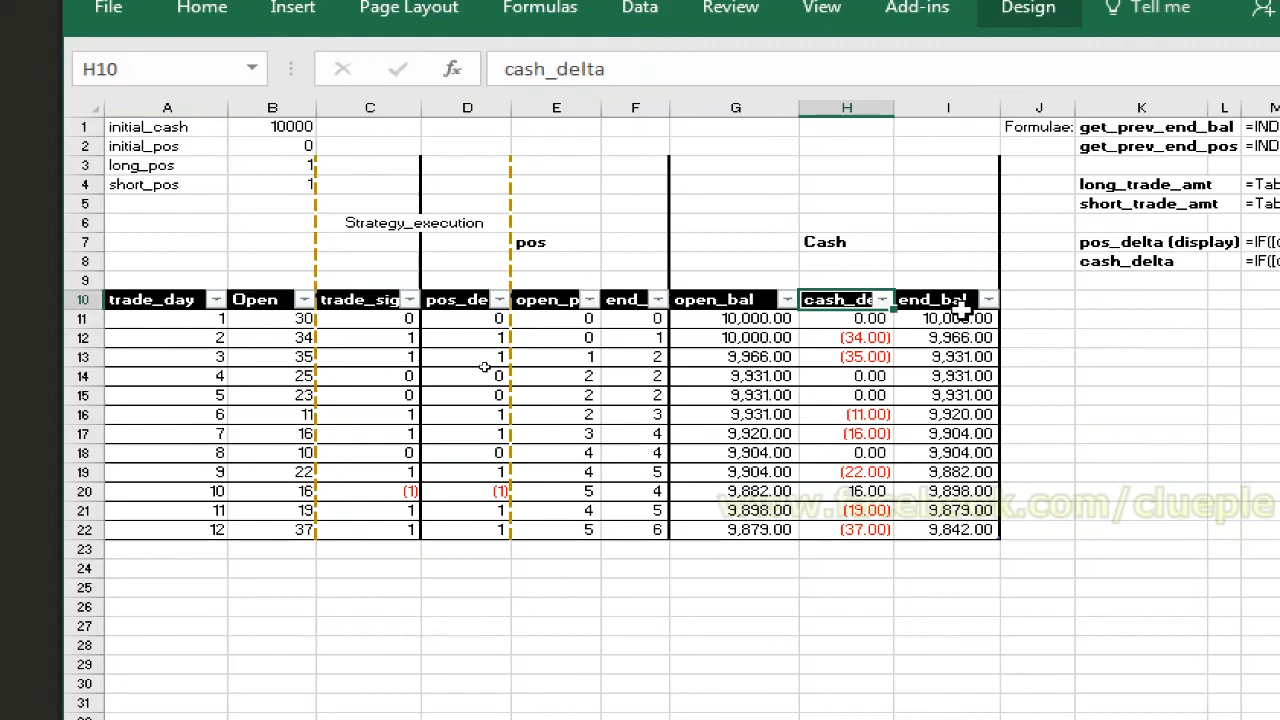 File Home Insert Page Layout Formulas Data Review View Add-ins Design Tell me
H10 fx cash_delta
A B C D E F G H I J K L M
1 initial_cash 10000 Formulae: get_prev_end_bal =IND
2 initial_pos 0 get_prev_end_pos =IND
3 long_pos 1
4 short_pos 1 long_trade_amt =Tab
5 short_trade_amt =Tab
6 Strategy_execution
7 pos Cash pos_delta (display) =IF([
8 cash_delta =IF([
9
10 trade_day Open trade_sig pos_de open_p end_ open_bal cash_de end_bal
11 1 30 0 0 0 0 10,000.00 0.00 10,000.00
12 2 34 1 1 0 1 10,000.00 (34.00) 9,966.00
13 3 35 1 1 1 2 9,966.00 (35.00) 9,931.00
14 4 25 0 0 2 2 9,931.00 0.00 9,931.00
15 5 23 0 0 2 2 9,931.00 0.00 9,931.00
16 6 11 1 1 2 3 9,931.00 (11.00) 9,920.00
17 7 16 1 1 3 4 9,920.00 (16.00) 9,904.00
18 8 10 0 0 4 4 9,904.00 0.00 9,904.00
19 9 22 1 1 4 5 9,904.00 (22.00) 9,882.00
20 10 16 (1) (1) 5 4 9,882.00 16.00 9,898.00
www.facebook.com/clueple
21 11 19 1 1 4 5 9,898.00 (19.00) 9,879.00
22 12 37 1 1 5 6 9,879.00 (37.00) 9,842.00
23
24
25
26
27
28
29
30
31